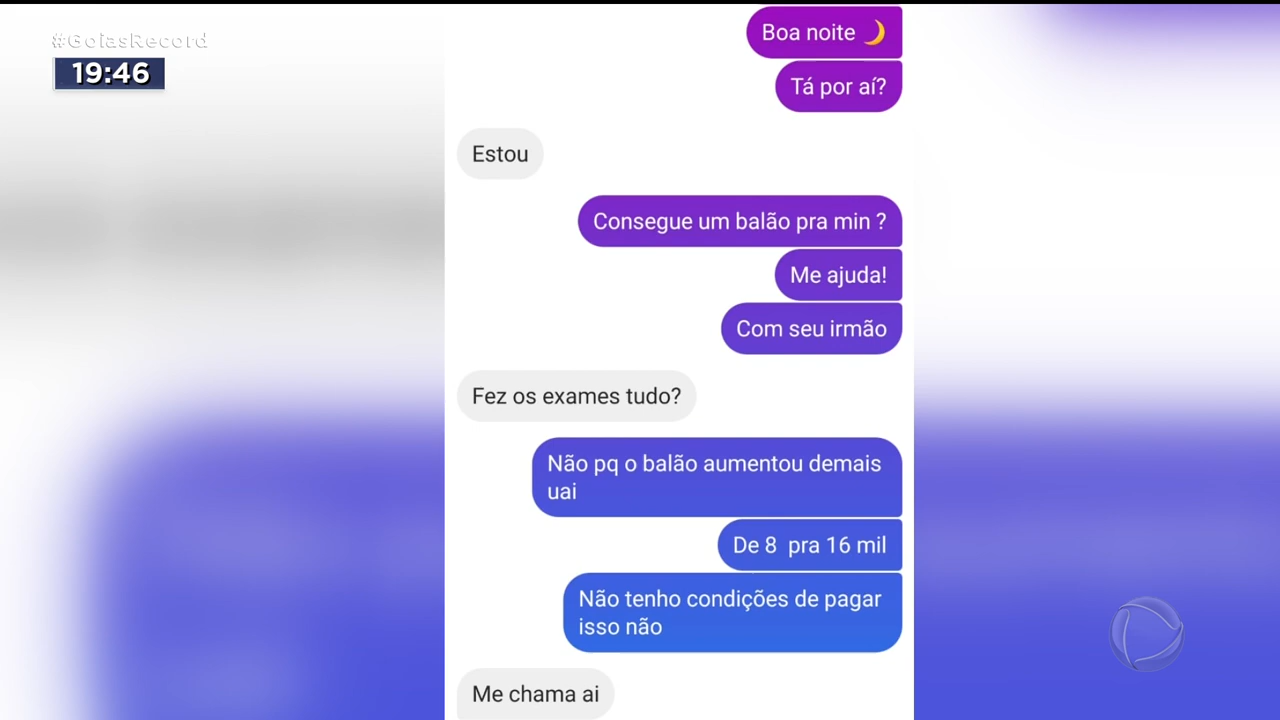 #GoiasRecord
19:46
Boa noite 🌙
Tá por aí?
Estou
Consegue um balão pra min ?
Me ajuda!
Com seu irmão
Fez os exames tudo?
Não pq o balão aumentou demais
uai
De 8 pra 16 mil
Não tenho condições de pagar
isso não
Me chama ai